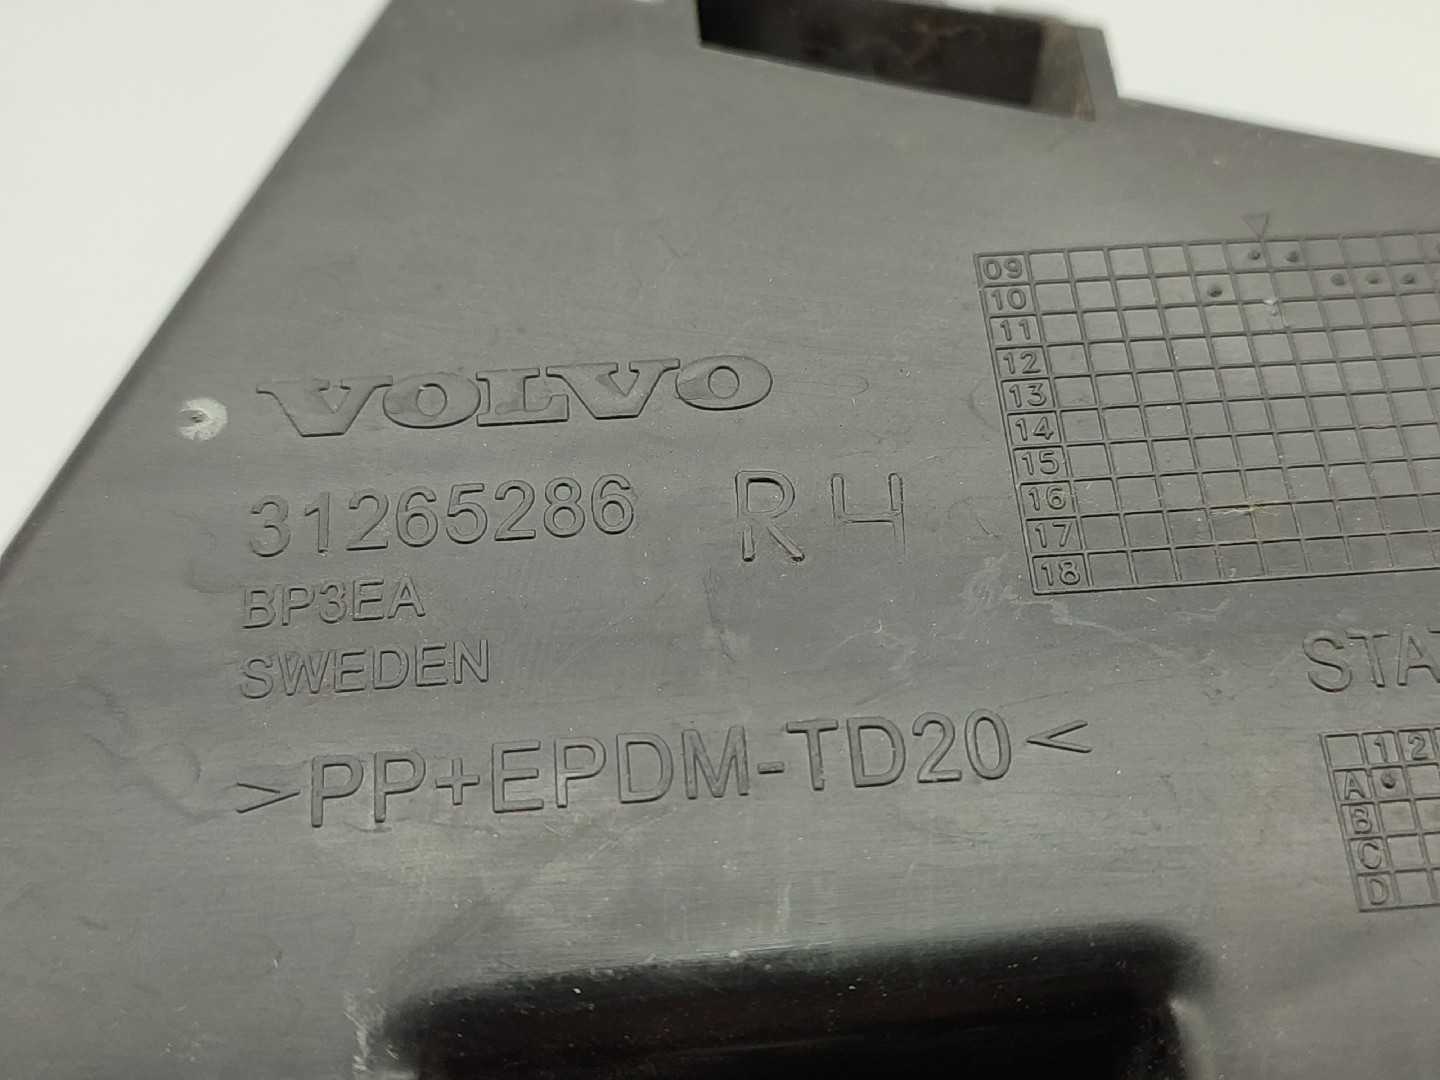 VOLVO
31265286 R4
BP3EA
SWEDEN
>PP+EPDM-TD20<
09
10
11
12
13
14
15
16
17
18
1 2
A
B
C
D